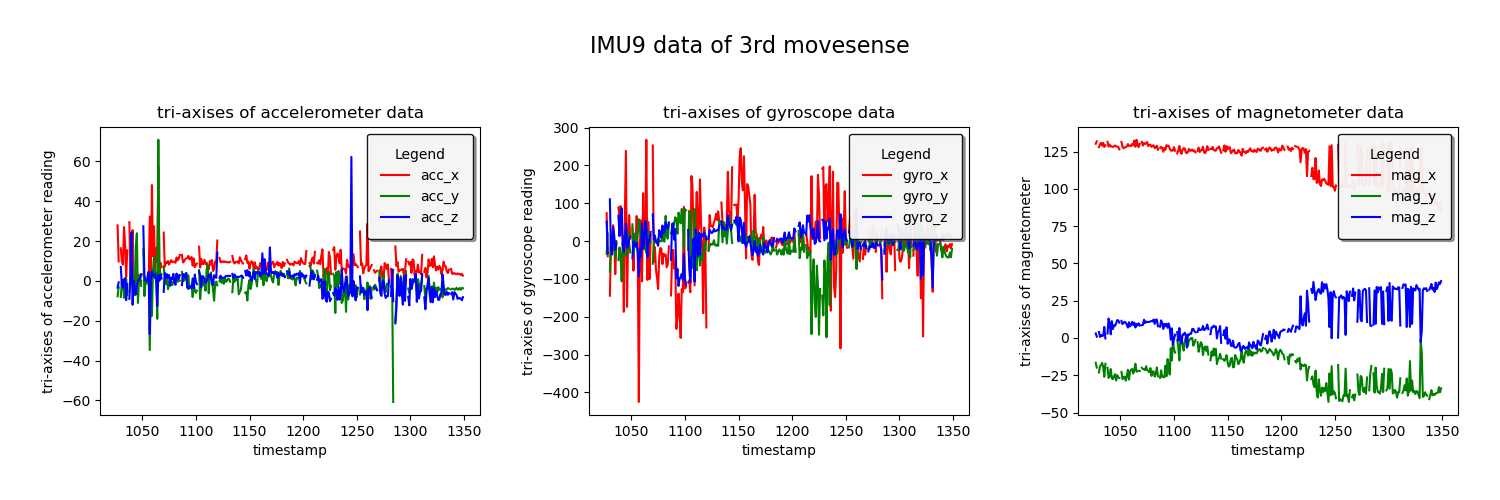 IMU9 data of 3rd movesense
tri-axises of accelerometer data
tri-axises of accelerometer reading
60
40
20
0
−20
−40
−60
1050 1100 1150 1200 1250 1300 1350
timestamp
Legend
acc_x
acc_y
acc_z
tri-axises of gyroscope data
tri-axies of gyroscope reading
300
200
100
0
−100
−200
−300
−400
1050 1100 1150 1200 1250 1300 1350
timestamp
Legend
gyro_x
gyro_y
gyro_z
tri-axises of magnetometer data
tri-axises of magnetometer
125
100
75
50
25
0
−25
−50
1050 1100 1150 1200 1250 1300 1350
timestamp
Legend
mag_x
mag_y
mag_z